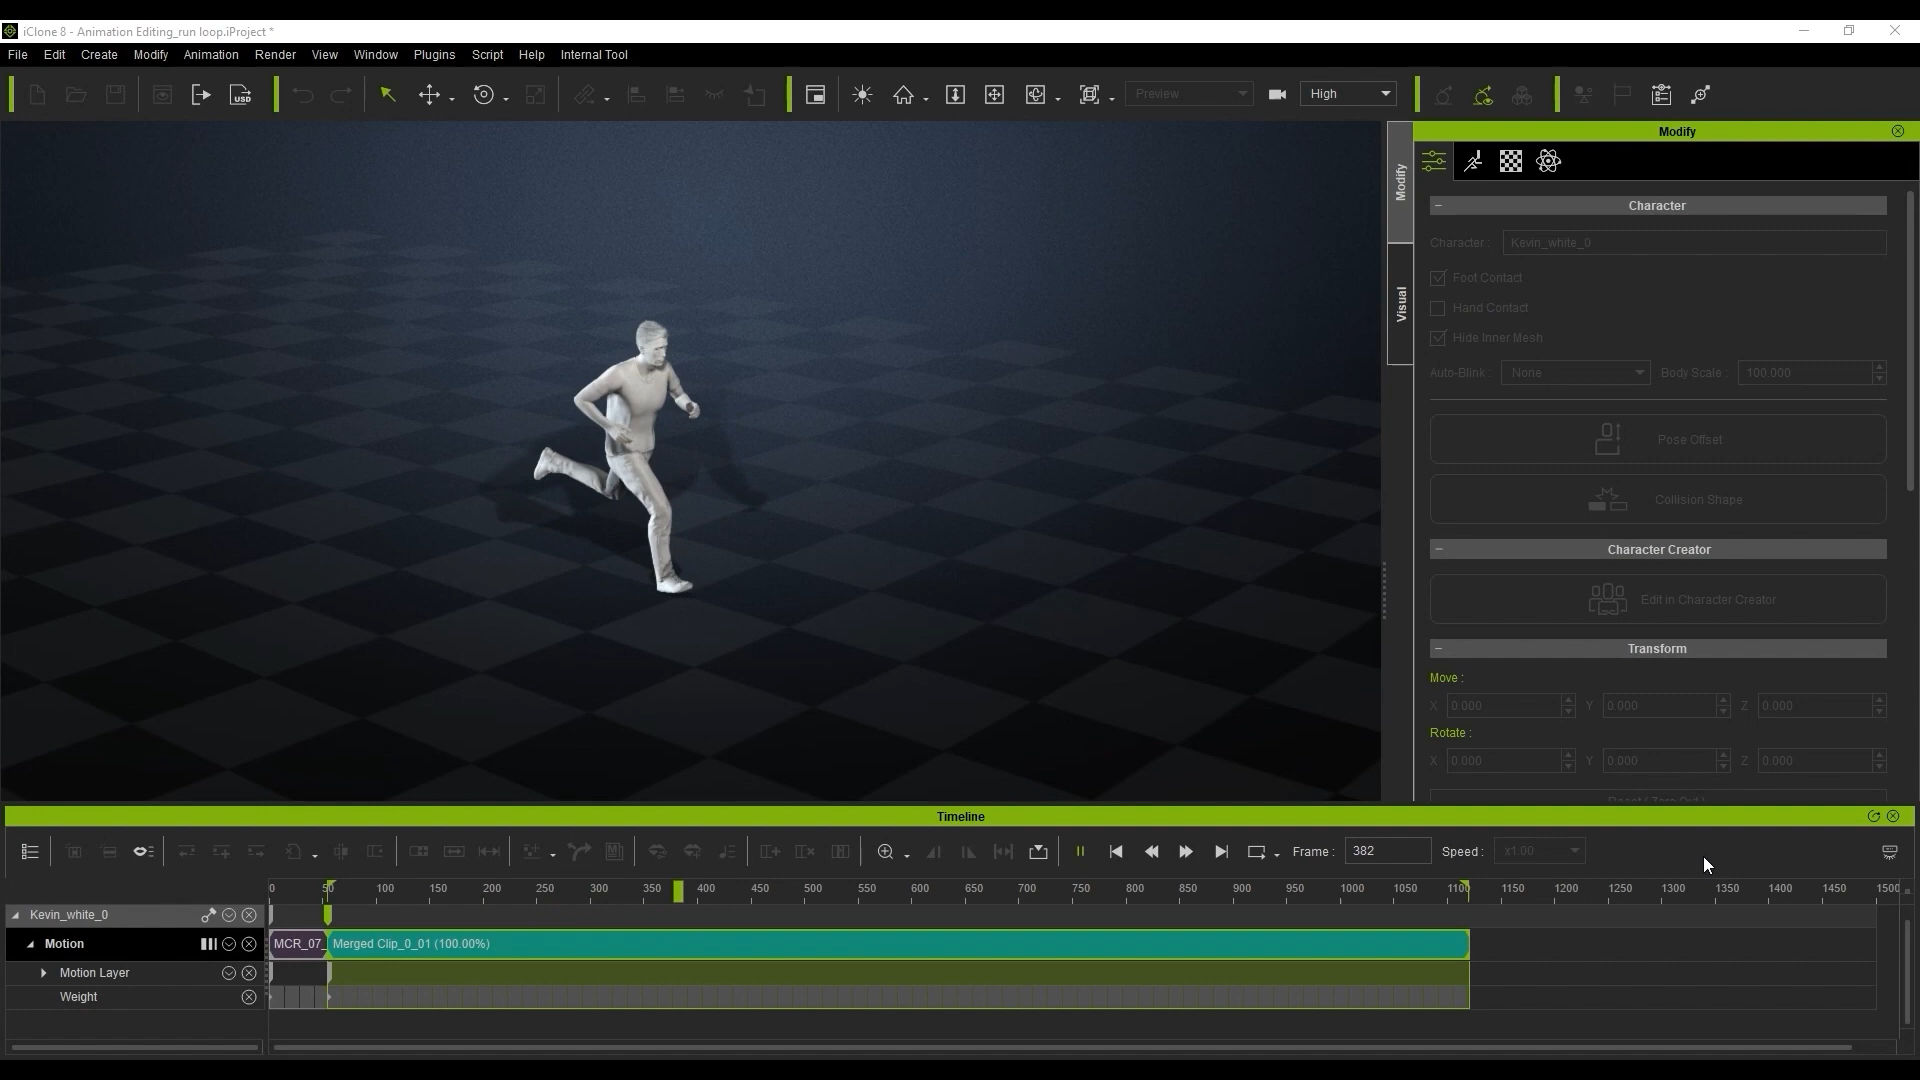 iClone 8 - Animation Editing_run loop.iProject *
File Edit Create Modify Animation Render View Window Plugins Script Help Internal Tool
USD Preview High
Modify
Modify
Visual
Character
Character : Kevin_white_0
Foot Contact
Hand Contact
Hide Inner Mesh
Auto-Blink : None Body Scale : 100.000
Pose Offset
Collision Shape
Character Creator
Edit in Character Creator
Transform
Move :
X 0.000 Y 0.000 Z 0.000
Rotate :
X 0.000 Y 0.000 Z 0.000
Timeline
Frame : 382 Speed : x1.00
0 50 100 150 200 250 300 350 400 450 500 550 600 650 700 750 800 850 900 950 1000 1050 1100 1150 1200 1250 1300 1350 1400 1450 1500
Kevin_white_0
Motion MCR_07_ Merged Clip_0_01 (100.00%)
Motion Layer
Weight